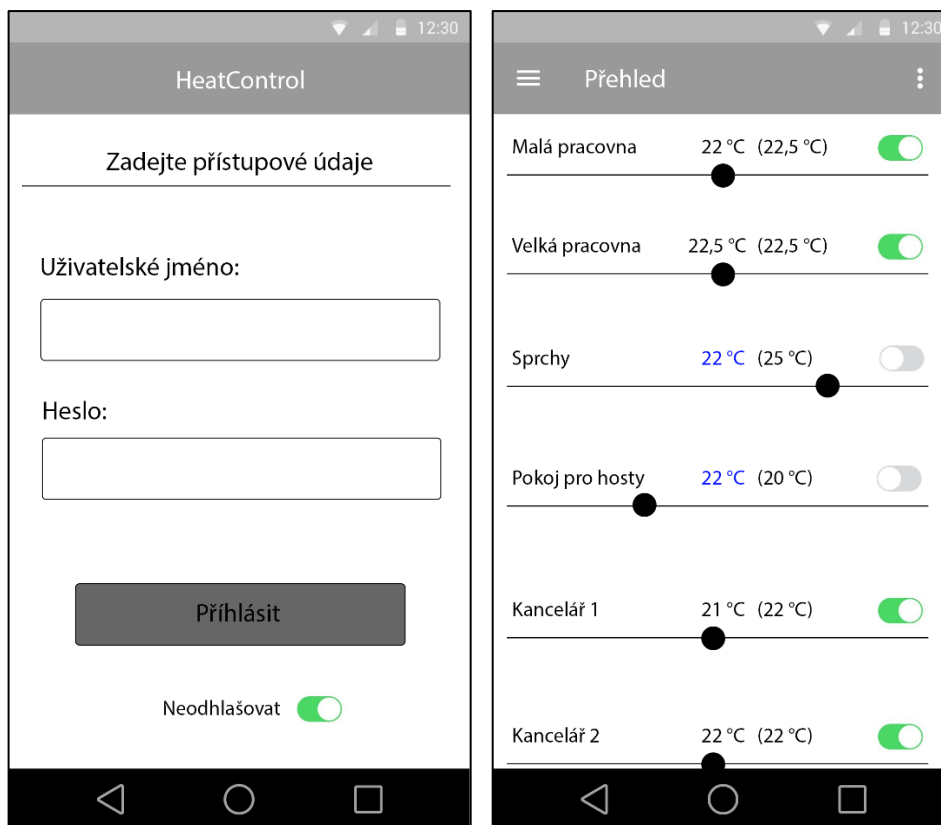 12:30
HeatControl
Zadejte přístupové údaje
Uživatelské jméno:
Heslo:
Příhlásit
Neodhlašovat
12:30
Přehled
Malá pracovna 22 °C (22,5 °C)
Velká pracovna 22,5 °C (22,5 °C)
Sprchy 22 °C (25 °C)
Pokoj pro hosty 22 °C (20 °C)
Kancelář 1 21 °C (22 °C)
Kancelář 2 22 °C (22 °C)